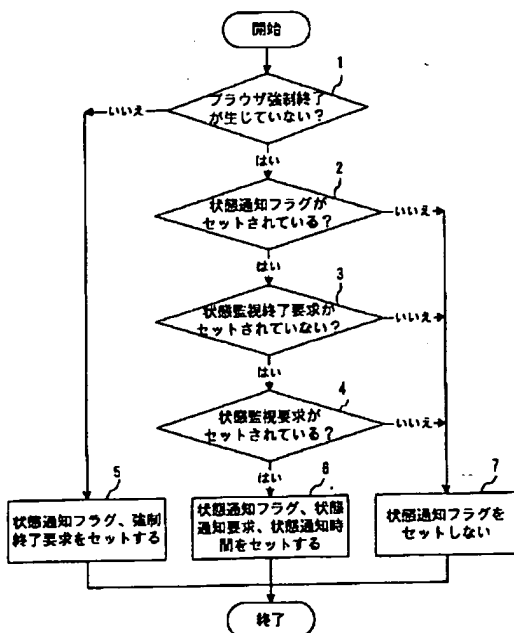 開始
1
ブラウザ強制終了
が生じていない？
いいえ
はい
2
状態通知フラグが
セットされている？
いいえ
はい
3
状態監視終了要求が
セットされていない？
いいえ
はい
4
状態監視要求が
セットされている？
いいえ
はい
5
状態通知フラグ、強制
終了要求をセットする
6
状態通知フラグ、状態
通知要求、状態通知時
間をセットする
7
状態通知フラグを
セットしない
終了